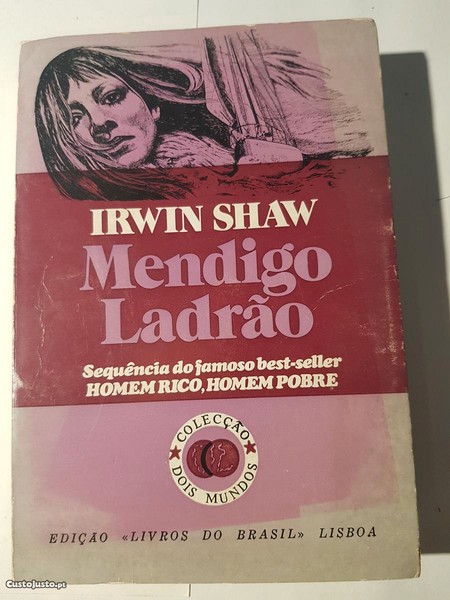 IRWIN SHAW
Mendigo
Ladrão
Sequência do famoso best-seller
HOMEM RICO, HOMEM POBRE
COLECÇÃO
DOIS MUNDOS
EDIÇÃO «LIVROS DO BRASIL» LISBOA
CustoJusto.pt